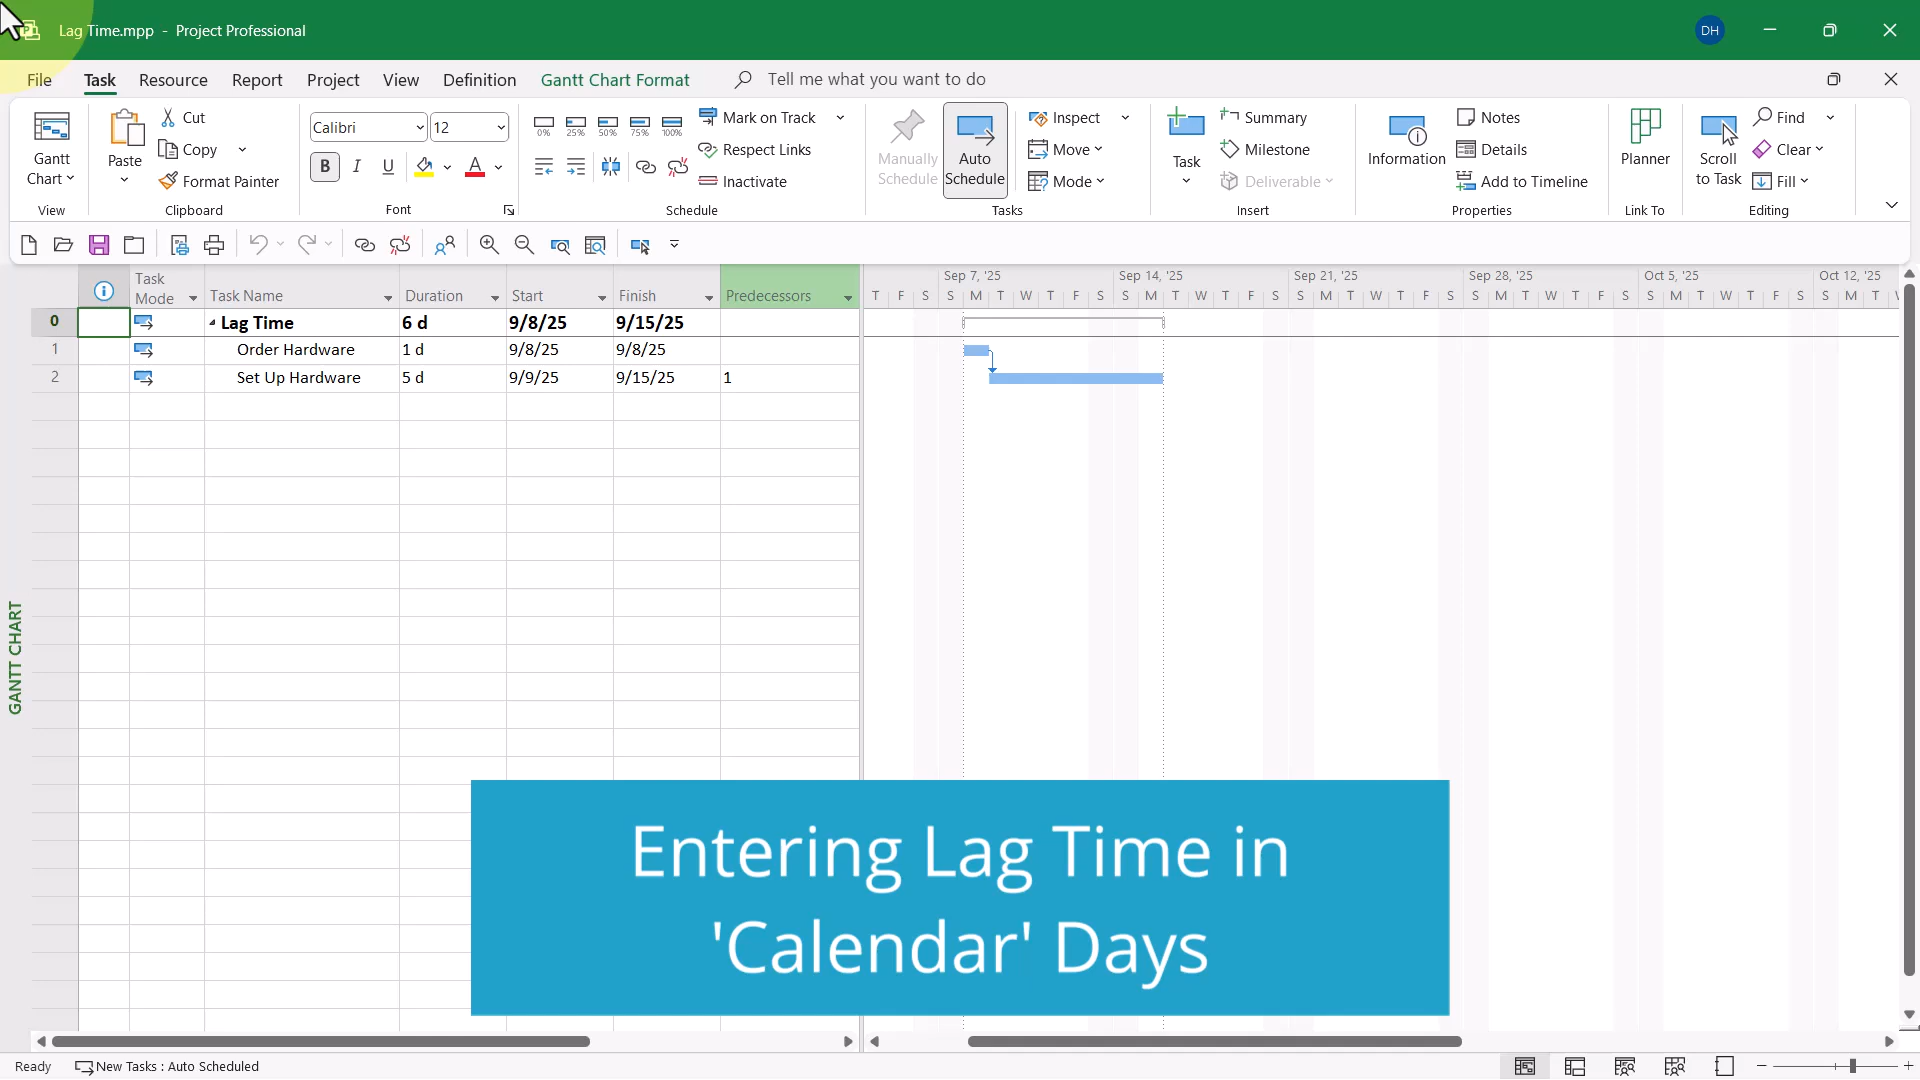 Lag Time.mpp - Project Professional
DH
File Task Resource Report Project View Definition Gantt Chart Format Tell me what you want to do
Gantt Chart
View
Paste
Cut
Copy
Format Painter
Clipboard
Calibri 12
B I U A
Font
0% 25% 50% 75% 100%
Mark on Track
Respect Links
Inactivate
Schedule
Manually Schedule
Auto Schedule
Inspect
Move
Mode
Tasks
Task
Summary
Milestone
Deliverable
Insert
Information
Notes
Details
Add to Timeline
Properties
Planner
Link To
Scroll to Task
Find
Clear
Fill
Editing
Task Mode Task Name Duration Start Finish Predecessors
Sep 7, '25 Sep 14, '25 Sep 21, '25 Sep 28, '25 Oct 5, '25 Oct 12, '25
T F S S M T W T F S S M T W T F S S M T W T F S S M T W T F S S M T W T F S S M T
0 Lag Time 6 d 9/8/25 9/15/25
1 Order Hardware 1 d 9/8/25 9/8/25
2 Set Up Hardware 5 d 9/9/25 9/15/25 1
GANTT CHART
Entering Lag Time in
'Calendar' Days
Ready New Tasks : Auto Scheduled